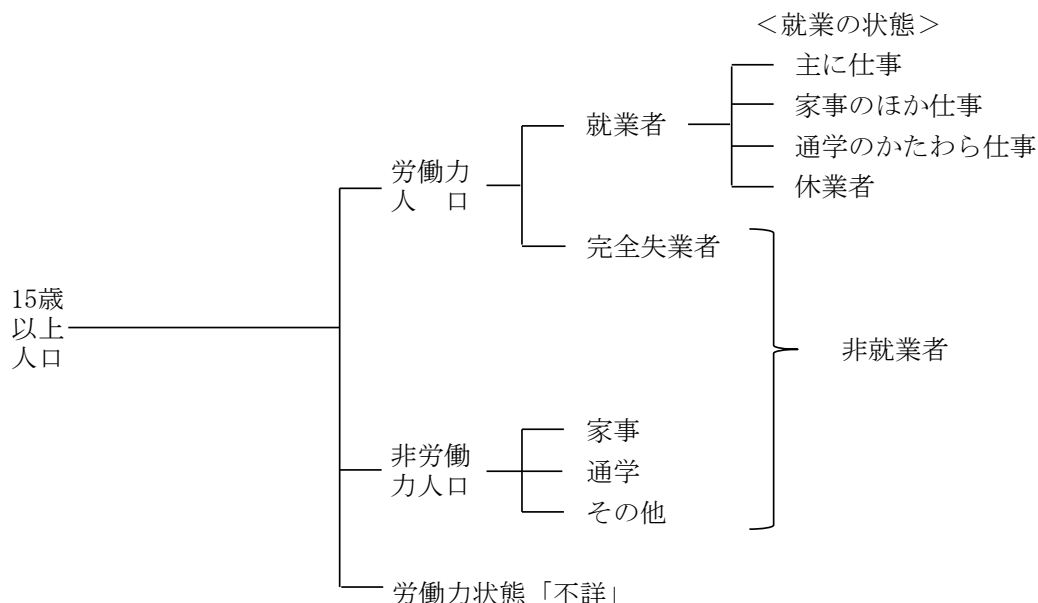 <就業の状態>
主に仕事
家事のほか仕事
就業者
通学のかたわら仕事
労働力
人　口
休業者
完全失業者
15歳
以上
人口
非就業者
家事
非労働
力人口
通学
その他
労働力状態「不詳」